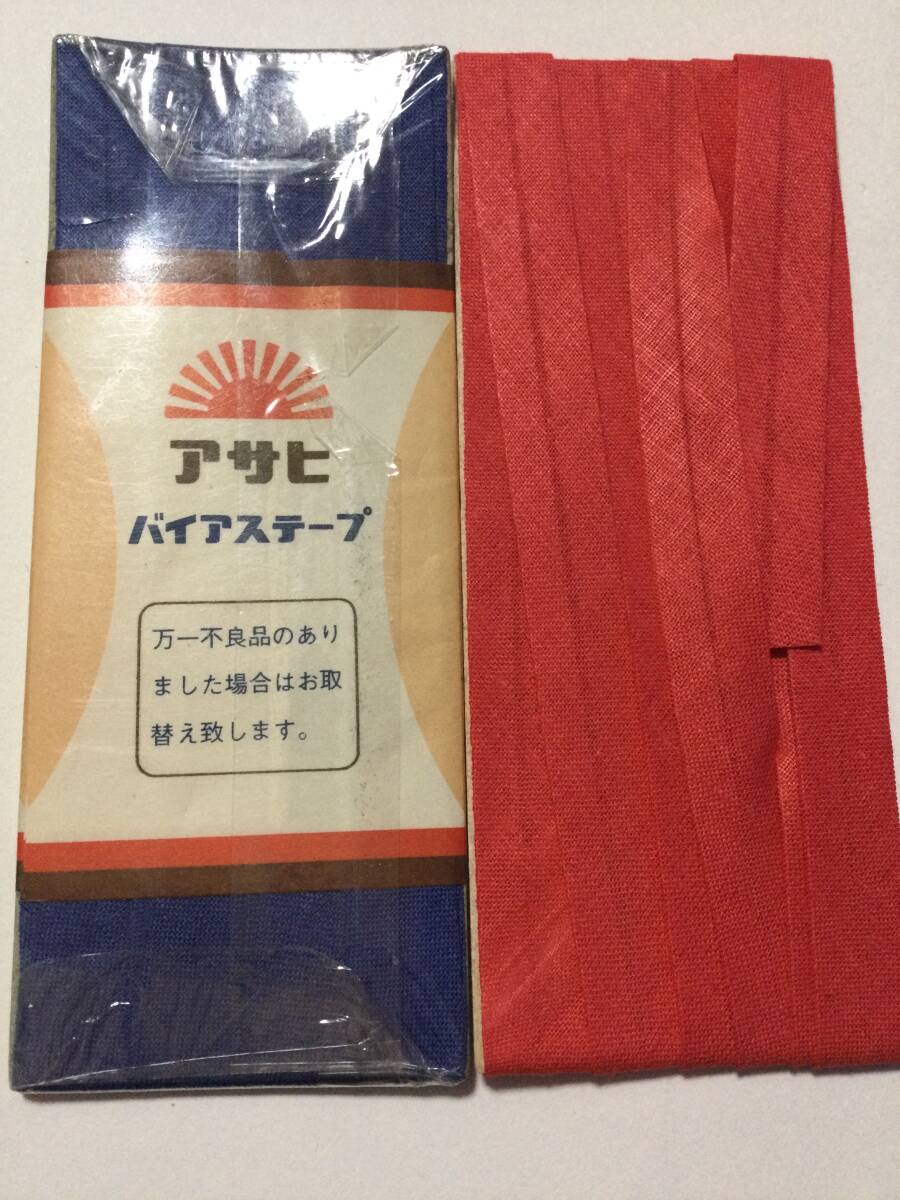 アサヒ
バイアステープ
万一不良品のあり
ました場合はお取
替え致します。